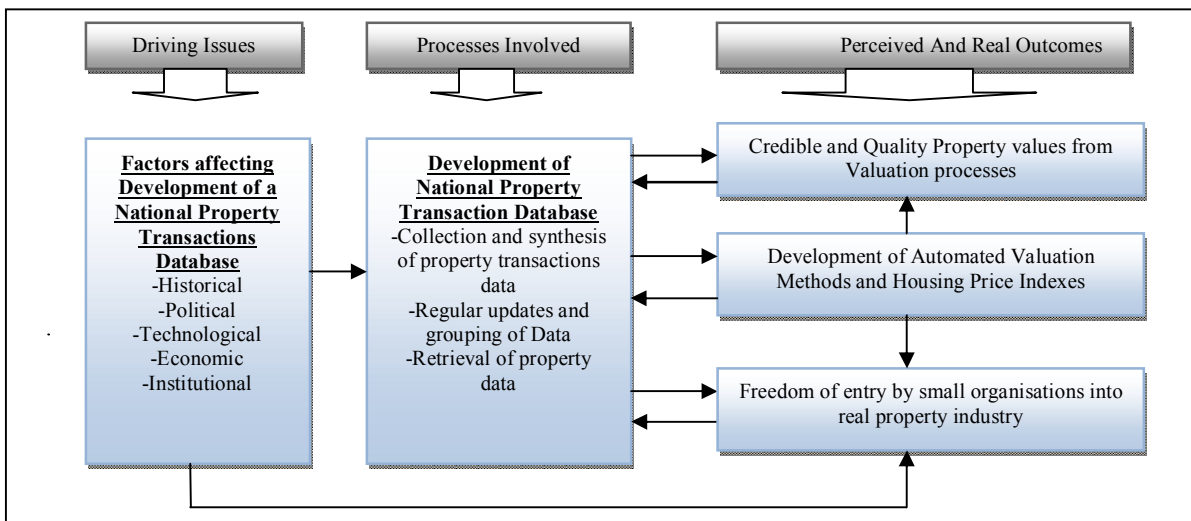 Driving Issues
Processes Involved
Perceived And Real Outcomes
Factors affecting
Development of a
National Property
Transactions
Database
-Historical
-Political
-Technological
-Economic
-Institutional
Development of
National Property
Transaction Database
-Collection and synthesis
of property transactions
data
-Regular updates and
grouping of Data
-Retrieval of property
data
Credible and Quality Property values from
Valuation processes
Development of Automated Valuation
Methods and Housing Price Indexes
Freedom of entry by small organisations into
real property industry